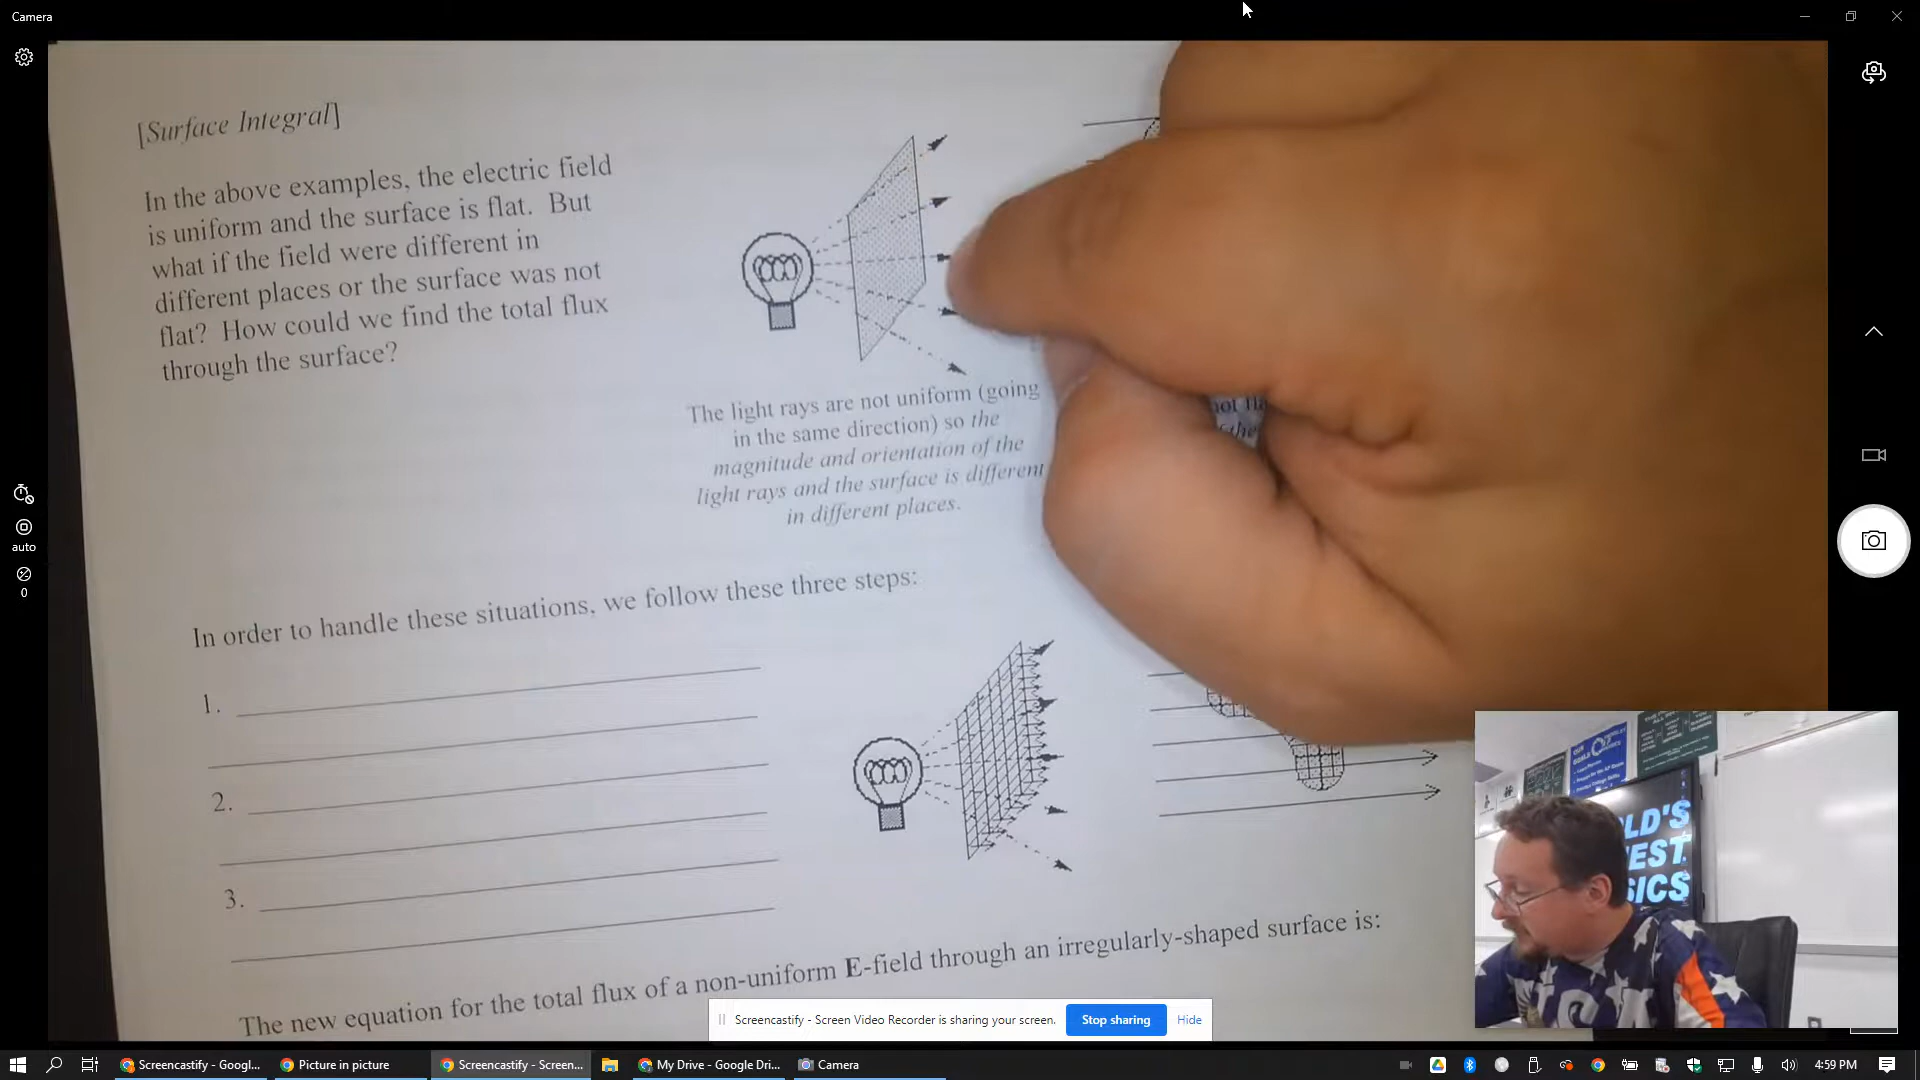 Camera
[Surface Integral]
In the above examples, the electric field
is uniform and the surface is flat. But
what if the field were different in
different places or the surface was not
flat? How could we find the total flux
through the surface?
The light rays are not uniform (going
in the same direction) so the
magnitude and orientation of the
light rays and the surface is different
in different places.
not
the
auto
0
In order to handle these situations, we follow these three steps:
1.
2.
3.
The new equation for the total flux of a non-uniform E-field through an irregularly-shaped surface is:
LD'S
EST
SICS
Screencastify - Screen Video Recorder is sharing your screen.
Stop sharing
Hide
Screencastify - Googl...
Picture in picture
Screencastify - Screen...
My Drive - Google Dri...
Camera
4:59 PM